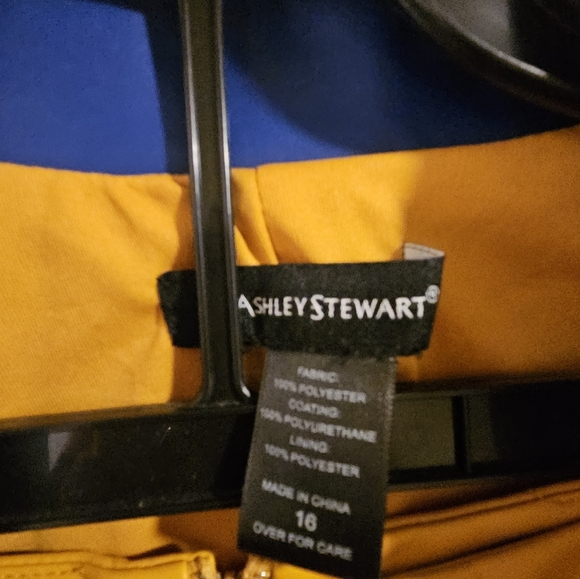 ASHLEY STEWART®
FABRIC:
100% POLYESTER
COATING:
100% POLYURETHANE
LINING:
100% POLYESTER
MADE IN CHINA
16
OVER FOR CARE